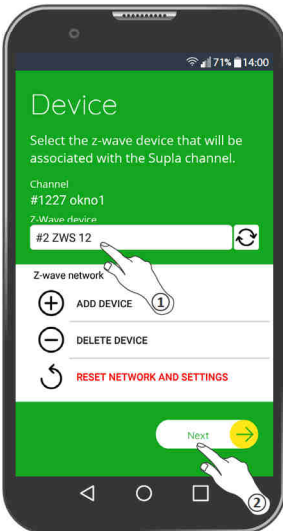 71% 14:00
Device
Select the z-wave device that will be
associated with the Supla channel.
Channel
#1227 okno1
Z-Wave device
#2 ZWS 12
Z-wave network
1
ADD DEVICE
DELETE DEVICE
RESET NETWORK AND SETTINGS
Next
2